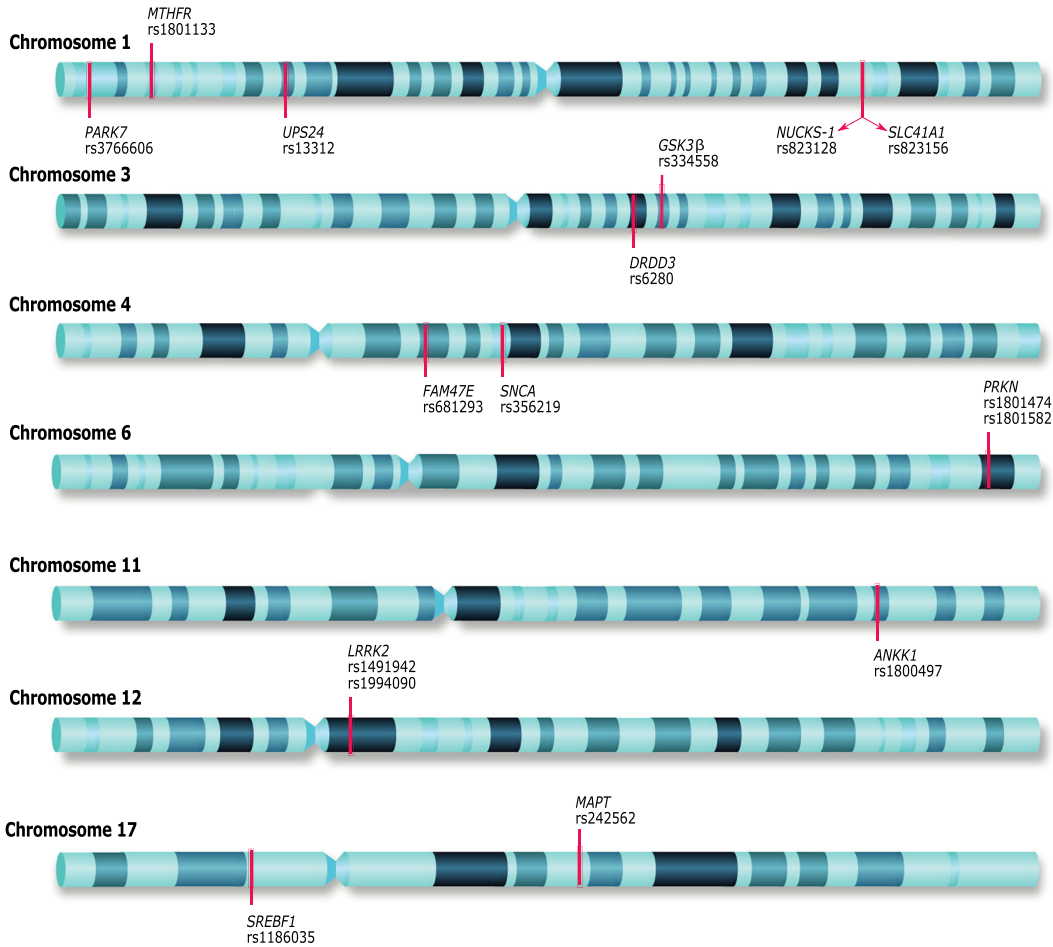 MTHFR
rs1801133
Chromosome 1
PARK7
rs3766606
UPS24
rs13312
NUCKS-1
rs823128
SLC41A1
rs823156
Chromosome 3
GSK3β
rs334558
DRDD3
rs6280
Chromosome 4
FAM47E
rs681293
SNCA
rs356219
Chromosome 6
PRKN
rs1801474
rs1801582
Chromosome 11
ANKK1
rs1800497
Chromosome 12
LRRK2
rs1491942
rs1994090
Chromosome 17
MAPT
rs242562
SREBF1
rs1186035